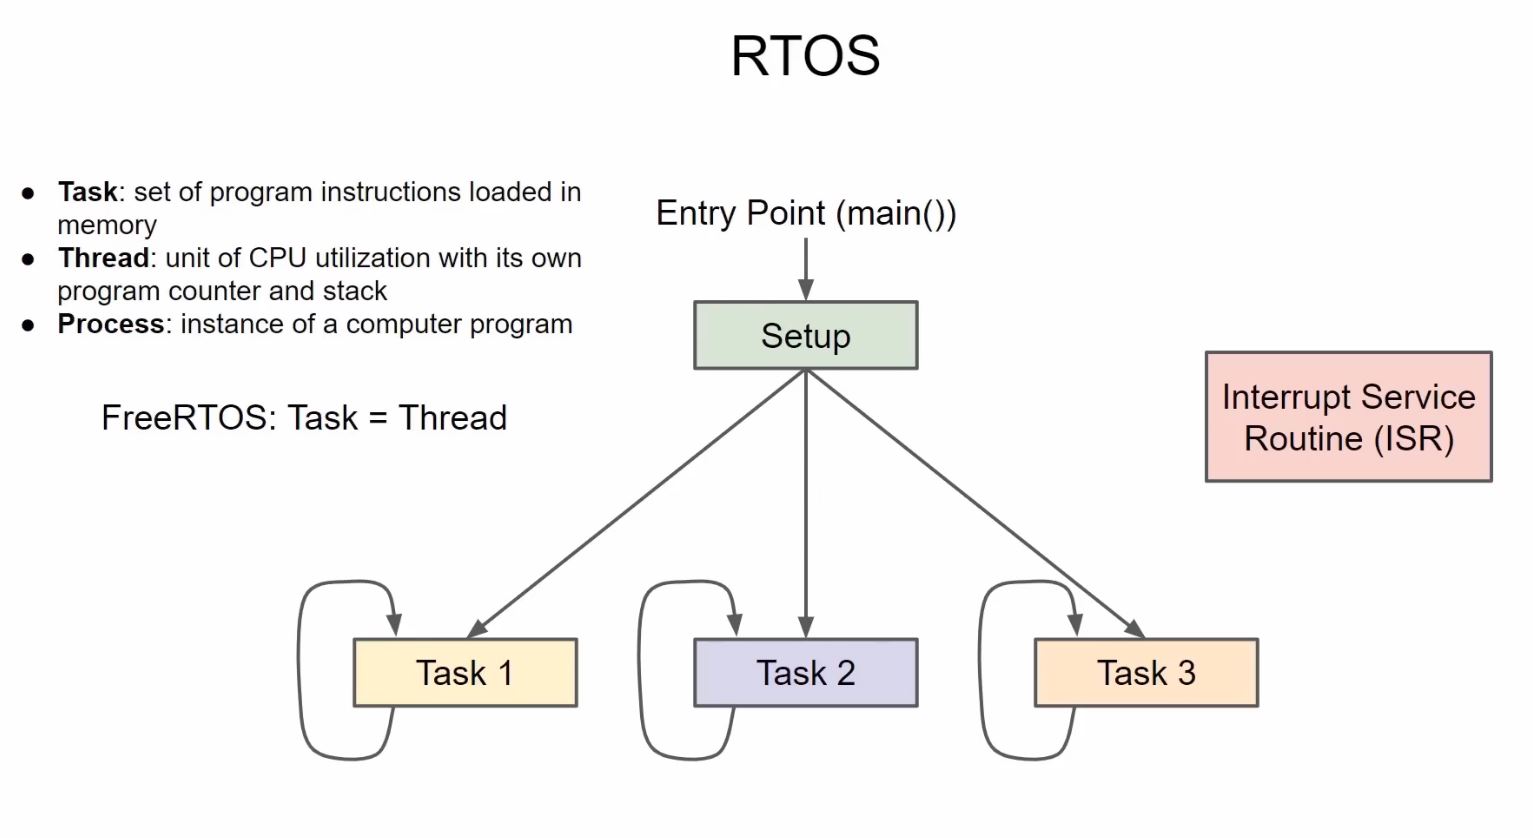 RTOS
● Task: set of program instructions loaded in
memory
● Thread: unit of CPU utilization with its own
program counter and stack
● Process: instance of a computer program
FreeRTOS: Task = Thread
Entry Point (main())
Setup
Interrupt Service
Routine (ISR)
Task 1
Task 2
Task 3